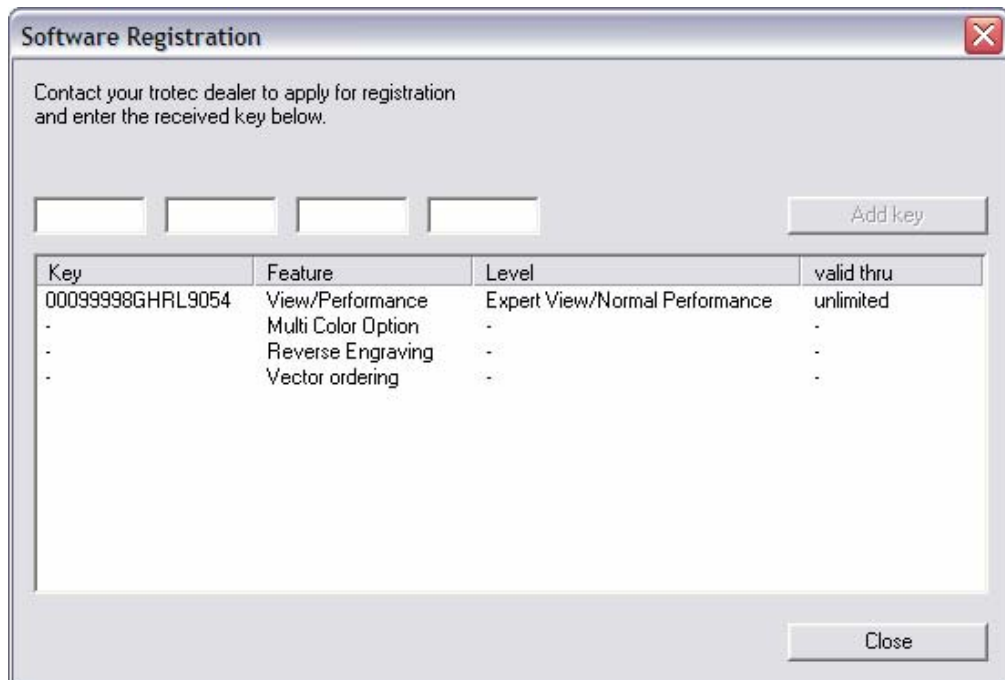 Software Registration
Contact your trotec dealer to apply for registration
and enter the received key below.
Add key
Key Feature Level valid thru
00099998GHRL9054 View/Performance Expert View/Normal Performance unlimited
- Multi Color Option - -
- Reverse Engraving - -
- Vector ordering - -
Close